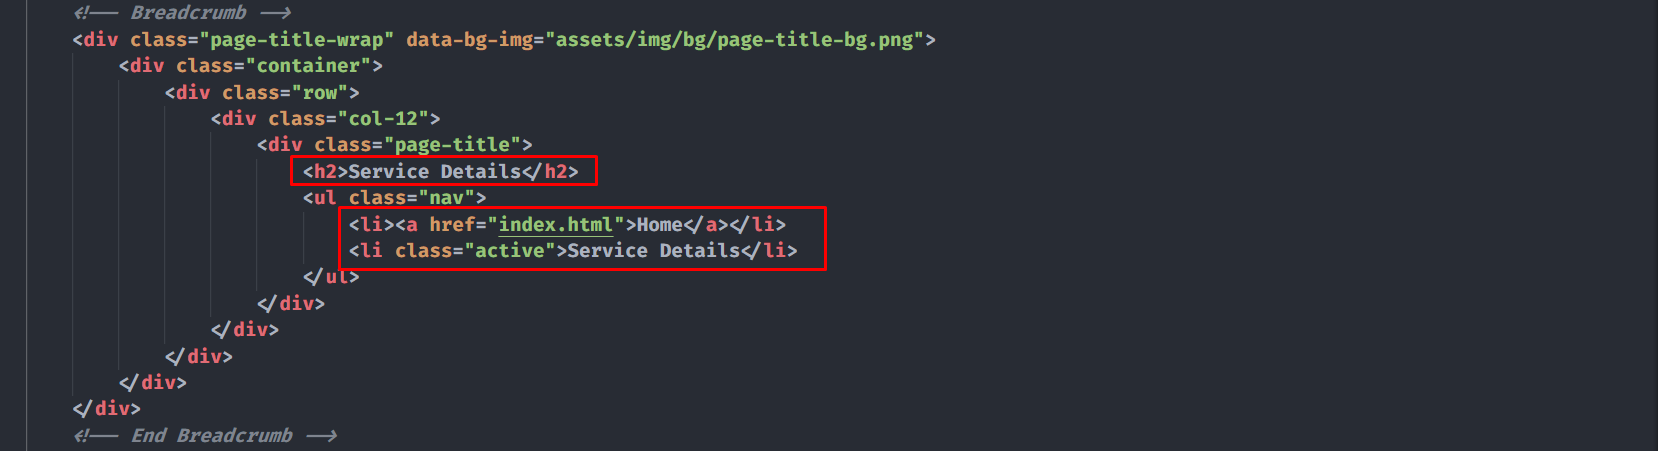 <!-- Breadcrumb -->
<div class="page-title-wrap" data-bg-img="assets/img/bg/page-title-bg.png">
<div class="container">
<div class="row">
<div class="col-12">
<div class="page-title">
<h2>Service Details</h2>
<ul class="nav">
<li><a href="index.html">Home</a></li>
<li class="active">Service Details</li>
</ul>
</div>
</div>
</div>
</div>
</div>
<!-- End Breadcrumb -->